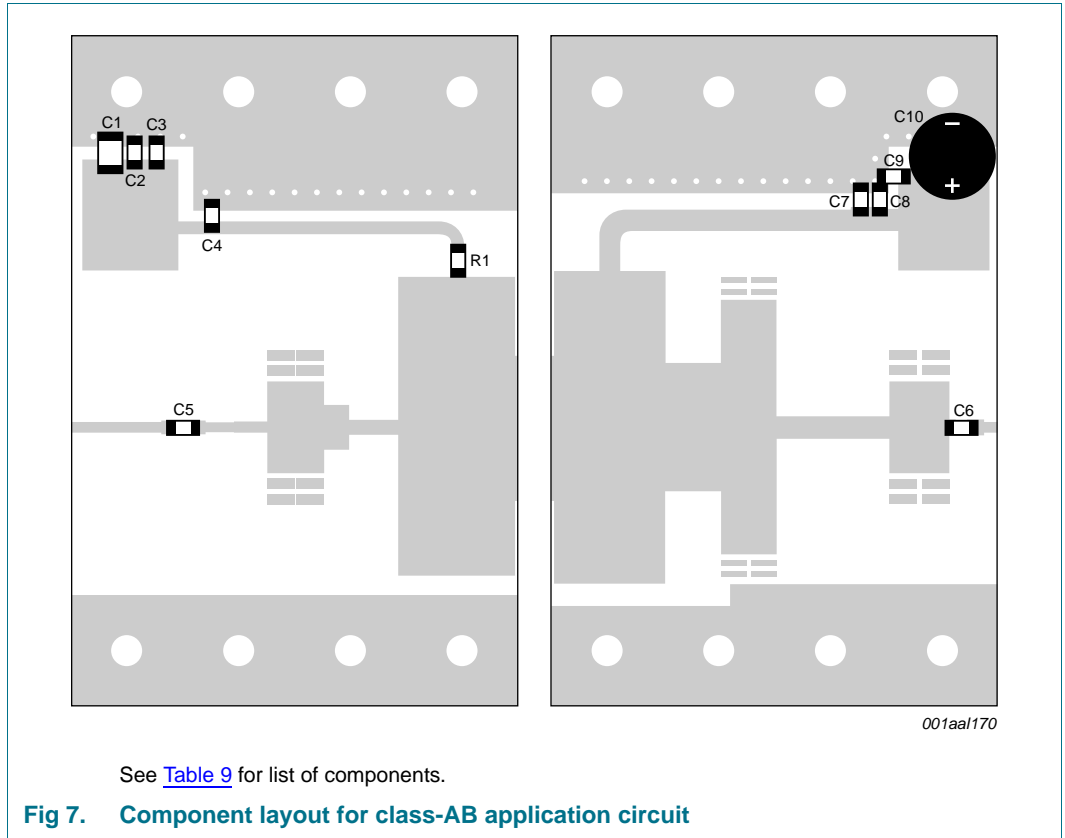 C1
C3
C2
C4
R1
C5
C10
−
C9
+
C7
C8
C6
001aal170
See Table 9 for list of components.
Fig 7. Component layout for class-AB application circuit